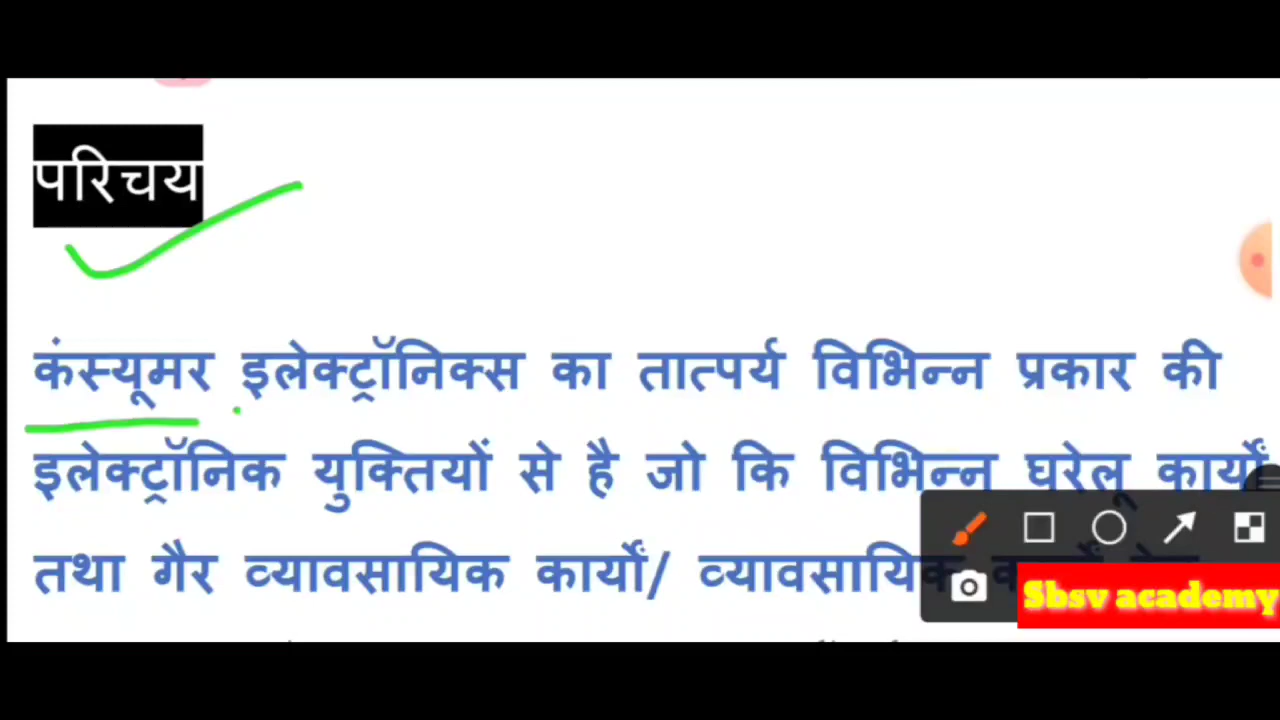 परिचय
कंस्यूमर इलेक्ट्रॉनिक्स का तात्पर्य विभिन्न प्रकार की
इलेक्ट्रॉनिक युक्तियों से है जो कि विभिन्न घरेलू कार्यों
तथा गैर व्यावसायिक कार्यों/ व्यावसायिक
Sbsv academy